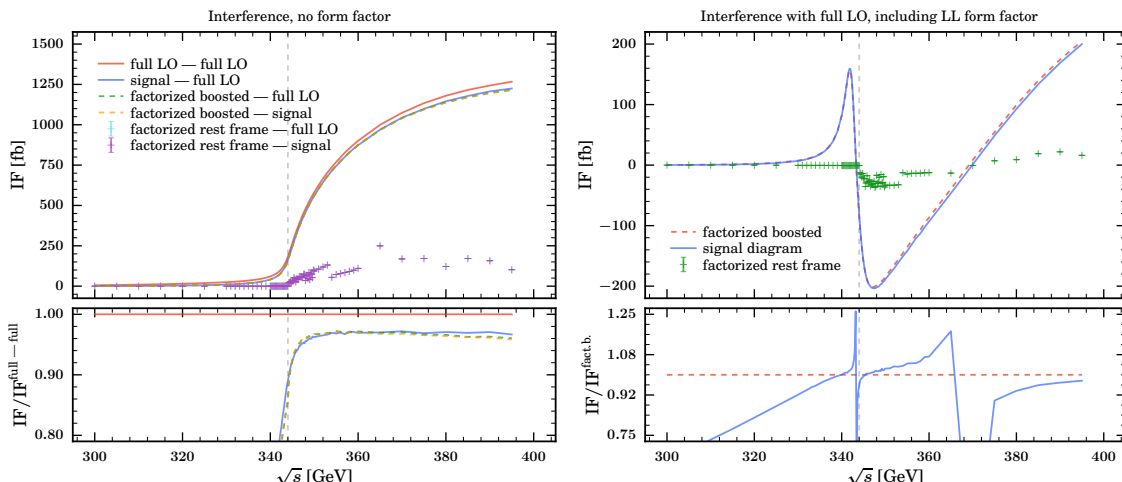 Interference, no form factor
1500
1250
1000
750
500
250
0
IF [fb]
full LO — full LO
signal — full LO
factorized boosted — full LO
factorized boosted — signal
factorized rest frame — full LO
factorized rest frame — signal
1.00
0.90
0.80
IF/IF^full — full
300
320
340
360
380
400
√s [GeV]
Interference with full LO, including LL form factor
200
100
0
−100
−200
IF [fb]
factorized boosted
signal diagram
factorized rest frame
1.25
1.08
0.92
0.75
IF/IF^fact.b.
300
320
340
360
380
400
√s [GeV]